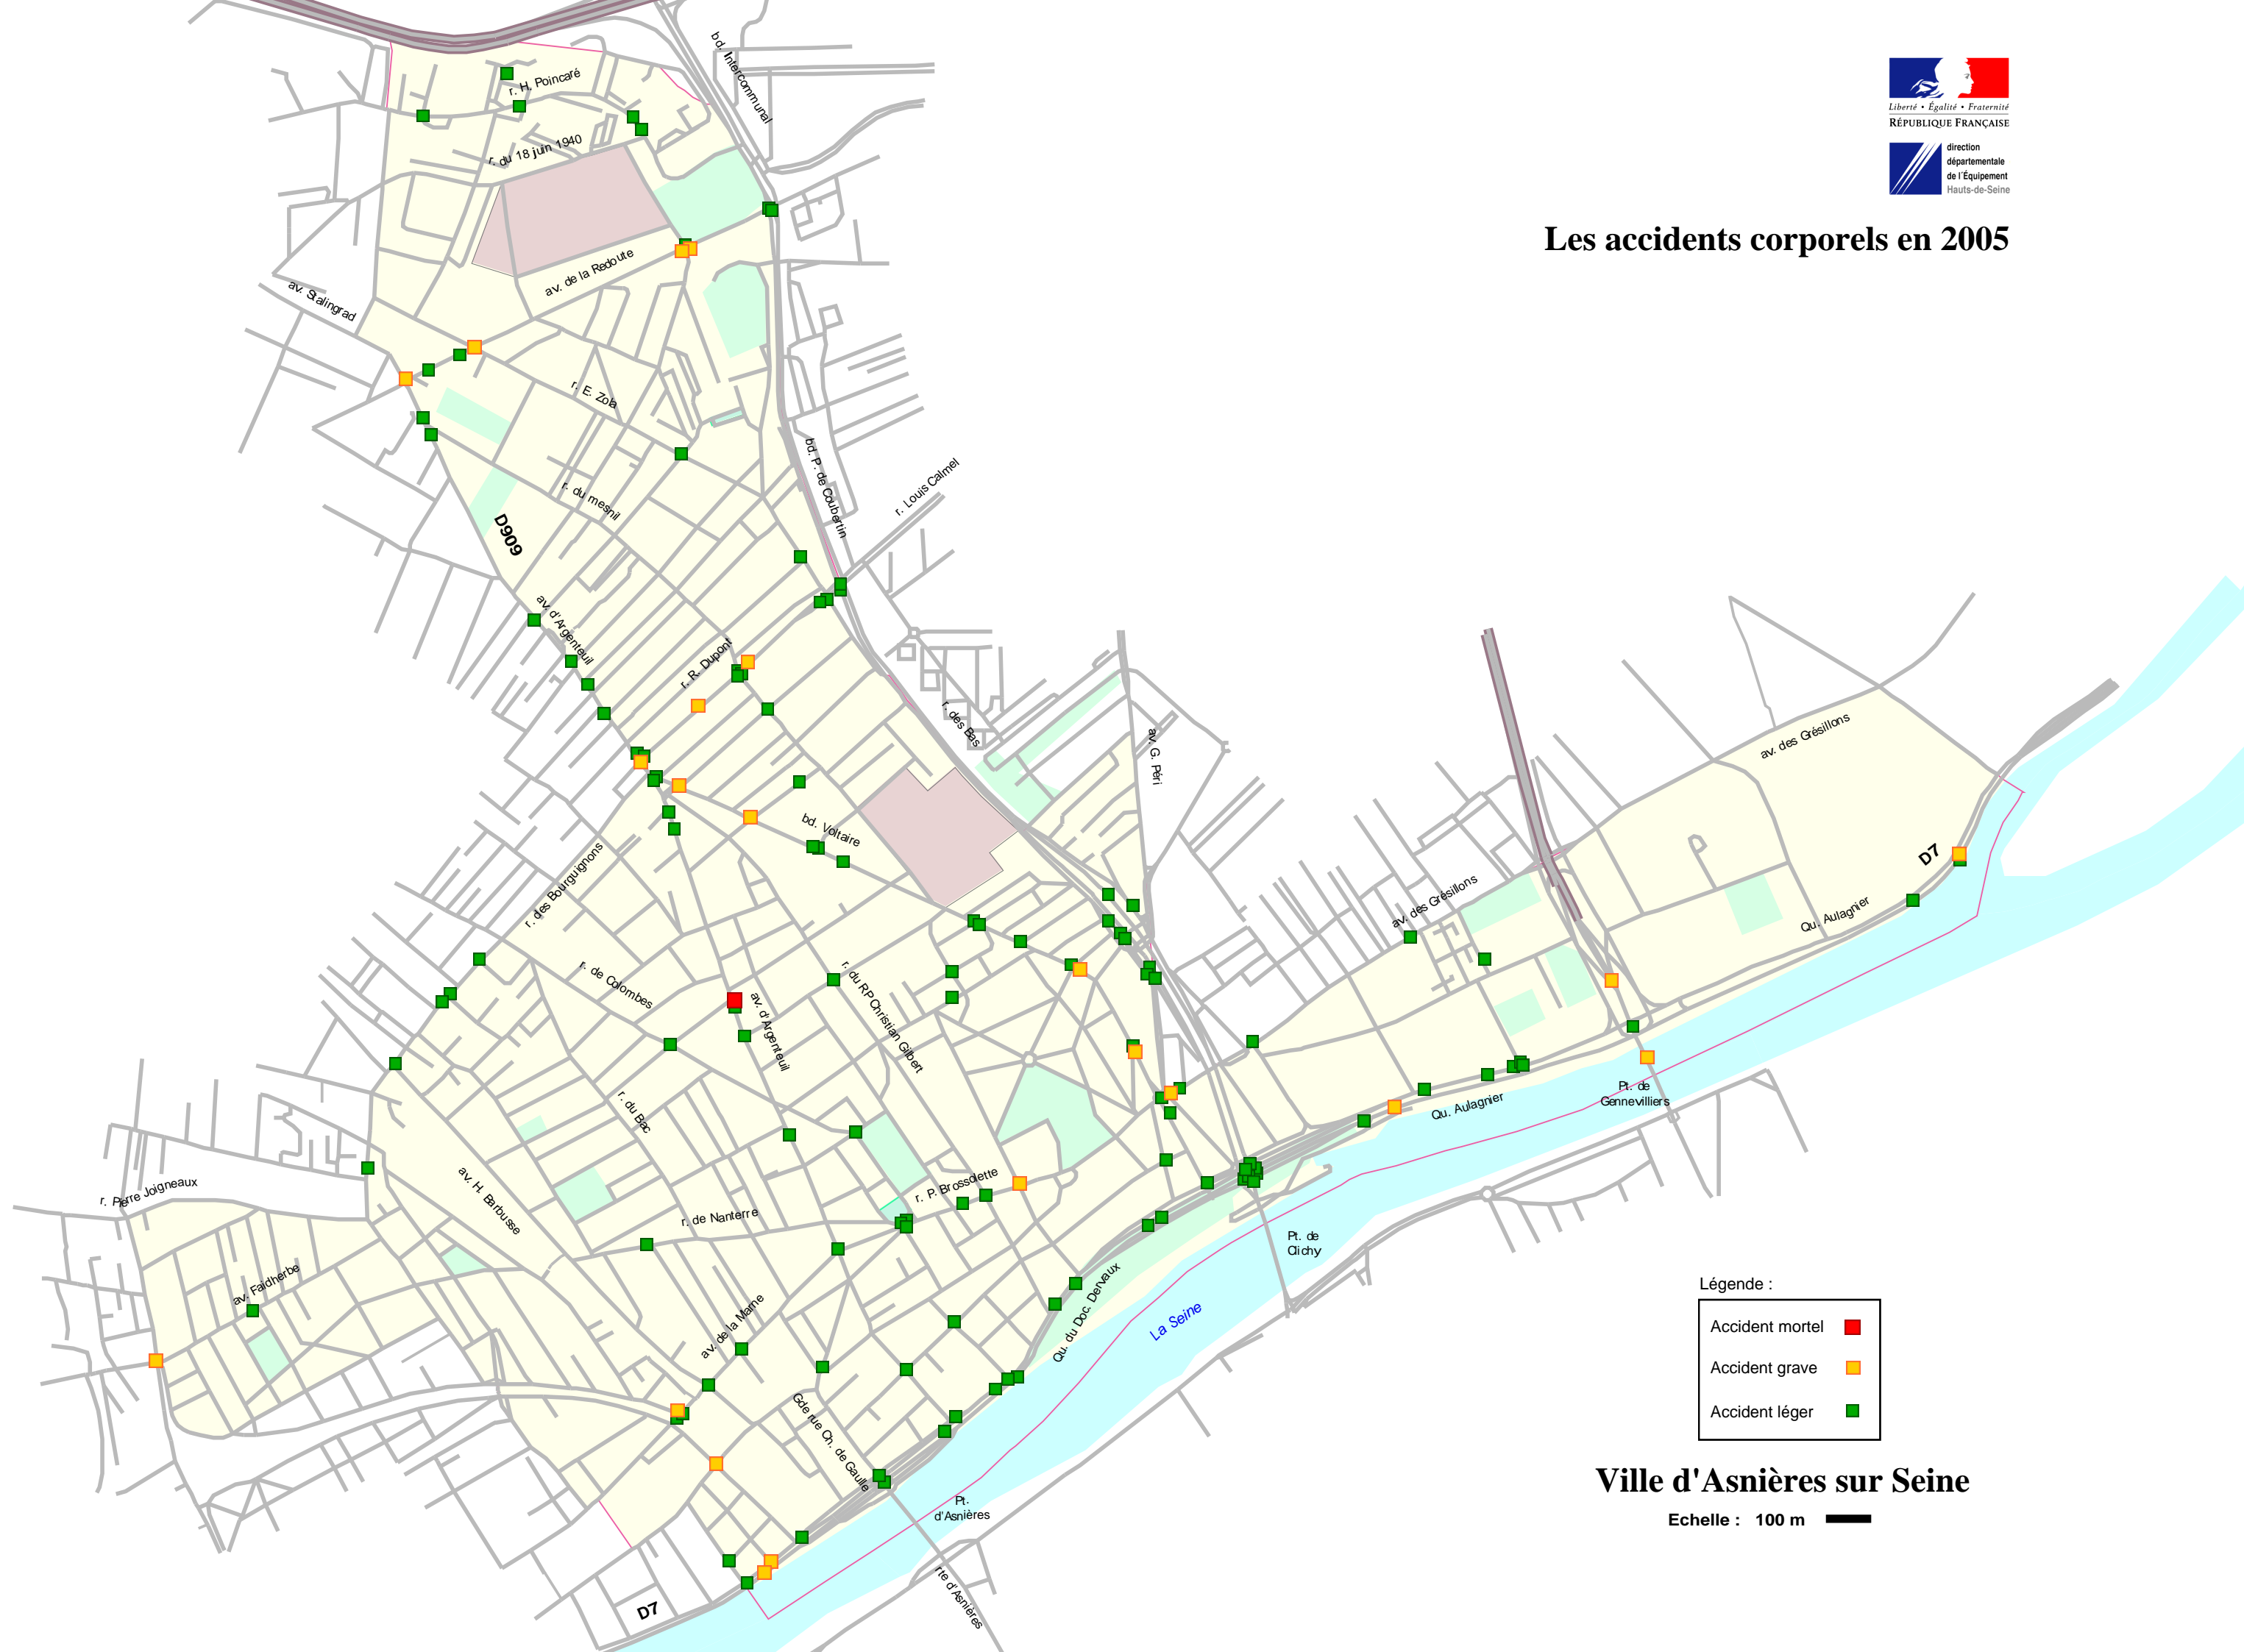 Liberté • Égalité • Fraternité
RÉPUBLIQUE FRANÇAISE
direction
départementale
de l'Équipement
Hauts-de-Seine
Les accidents corporels en 2005
bd. Intercommunal
r. H. Poincaré
r. du 18 juin 1940
av. de la Redoute
av. Stalingrad
r. E. Zola
bd. P. de Coubertin
r. Louis Calmel
r. du mesnil
D909
av. d'Argenteuil
r. R. Dupont
r. des Bas
av. G. Péri
av. des Grésillons
bd. Voltaire
D7
r. des Bourguignons
av. des Grésillons
Qu. Aulagnier
r. de Colombes
r. du RP Christian Gilbert
av. d'Argenteuil
r. du Bac
Pt. de
Gennevilliers
Qu. Aulagnier
r. Pierre Joigneaux
av. H. Barbusse
r. P. Brossolette
r. de Nanterre
Pt. de
Clichy
av. Faidherbe
Qu. du Doc. Dervaux
La Seine
av. de la Marne
Gde rue Ch. de Gaulle
Pt.
d'Asnières
rte d'Asnières
D7
Légende :
Accident mortel
Accident grave
Accident léger
Ville d'Asnières sur Seine
Echelle : 100 m